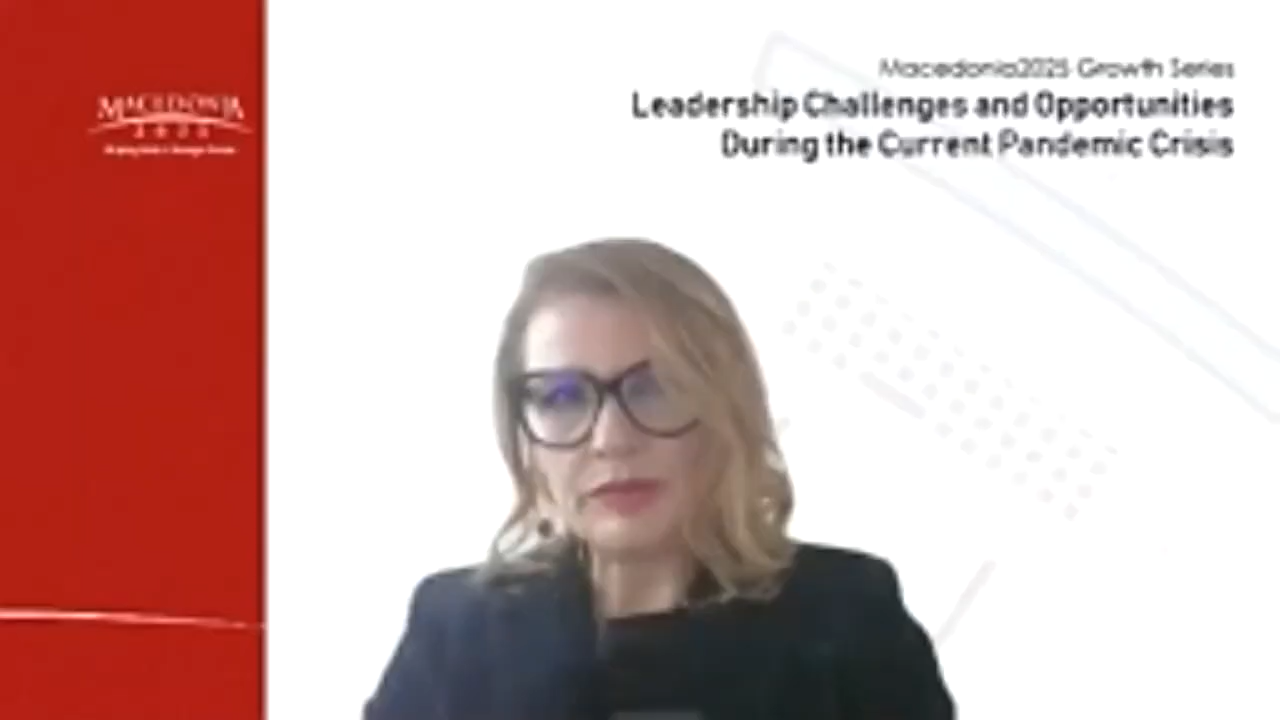 MACEDONIA
2025
Macedonia2025 Growth Series
Leadership Challenges and Opportunities
During the Current Pandemic Crisis